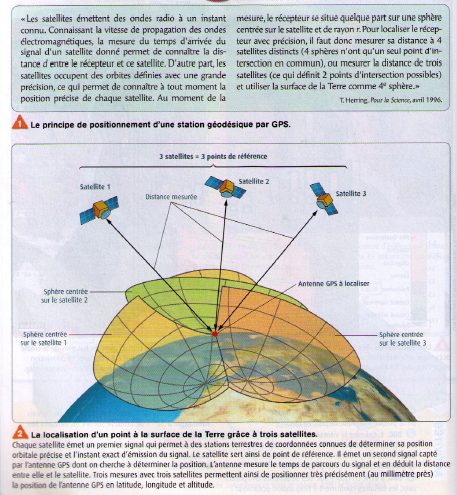 «Les satellites émettent des ondes radio à un instant
connu. Connaissant la vitesse de propagation des ondes
électromagnétiques, la mesure du temps d'arrivée du
signal d'un satellite donné permet de connaître la dis-
tance d entre le récepteur et ce satellite. D'autre part, les
satellites occupent des orbites définies avec une grande
précision, ce qui permet de connaître à tout moment la
position précise de chaque satellite. Au moment de la
mesure, le récepteur se situe quelque part sur une sphère
centrée sur le satellite et de rayon r. Pour localiser le récep-
teur avec précision, il faut donc mesurer sa distance à 4
satellites distincts (4 sphères n'ont qu'un seul point d'in-
tersection en commun), ou mesurer la distance de trois
satellites (ce qui définit 2 points d'intersection possibles)
et utiliser la surface de la Terre comme 4e sphère.»
T. Herring, Pour la Science, avril 1996.
1 Le principe de positionnement d'une station géodésique par GPS.
3 satellites = 3 points de référence
Satellite 1
Satellite 2
Satellite 3
Distance mesurée
Antenne GPS à localiser
Sphère centrée
sur le satellite 2
Sphère centrée
sur le satellite 1
Sphère centrée
sur le satellite 3
2 La localisation d'un point à la surface de la Terre grâce à trois satellites.
Chaque satellite émet un premier signal qui permet à des stations terrestres de coordonnées connues de déterminer sa position
orbitale précise et l'instant exact d'émission du signal. Le satellite sert ainsi de point de référence. Il émet un second signal capté
par l'antenne GPS dont on cherche à déterminer la position. L'antenne mesure le temps de parcours du signal et en déduit la distance
entre elle et le satellite. Trois mesures avec trois satellites permettent ainsi de positionner très précisément (au millimètre près)
la position de l'antenne GPS en latitude, longitude et altitude.